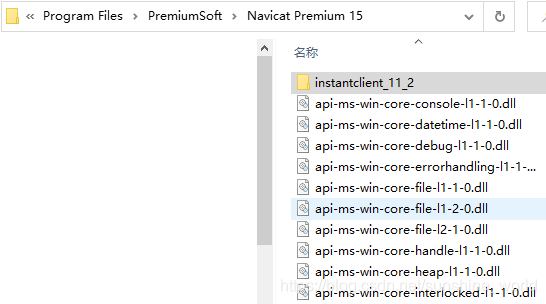 « Program Files > PremiumSoft > Navicat Premium 15
名称
instantclient_11_2
api-ms-win-core-console-l1-1-0.dll
api-ms-win-core-datetime-l1-1-0.dll
api-ms-win-core-debug-l1-1-0.dll
api-ms-win-core-errorhandling-l1-1-...
api-ms-win-core-file-l1-1-0.dll
api-ms-win-core-file-l1-2-0.dll
api-ms-win-core-file-l2-1-0.dll
api-ms-win-core-handle-l1-1-0.dll
api-ms-win-core-heap-l1-1-0.dll
api-ms-win-core-interlocked-l1-1-0.dll